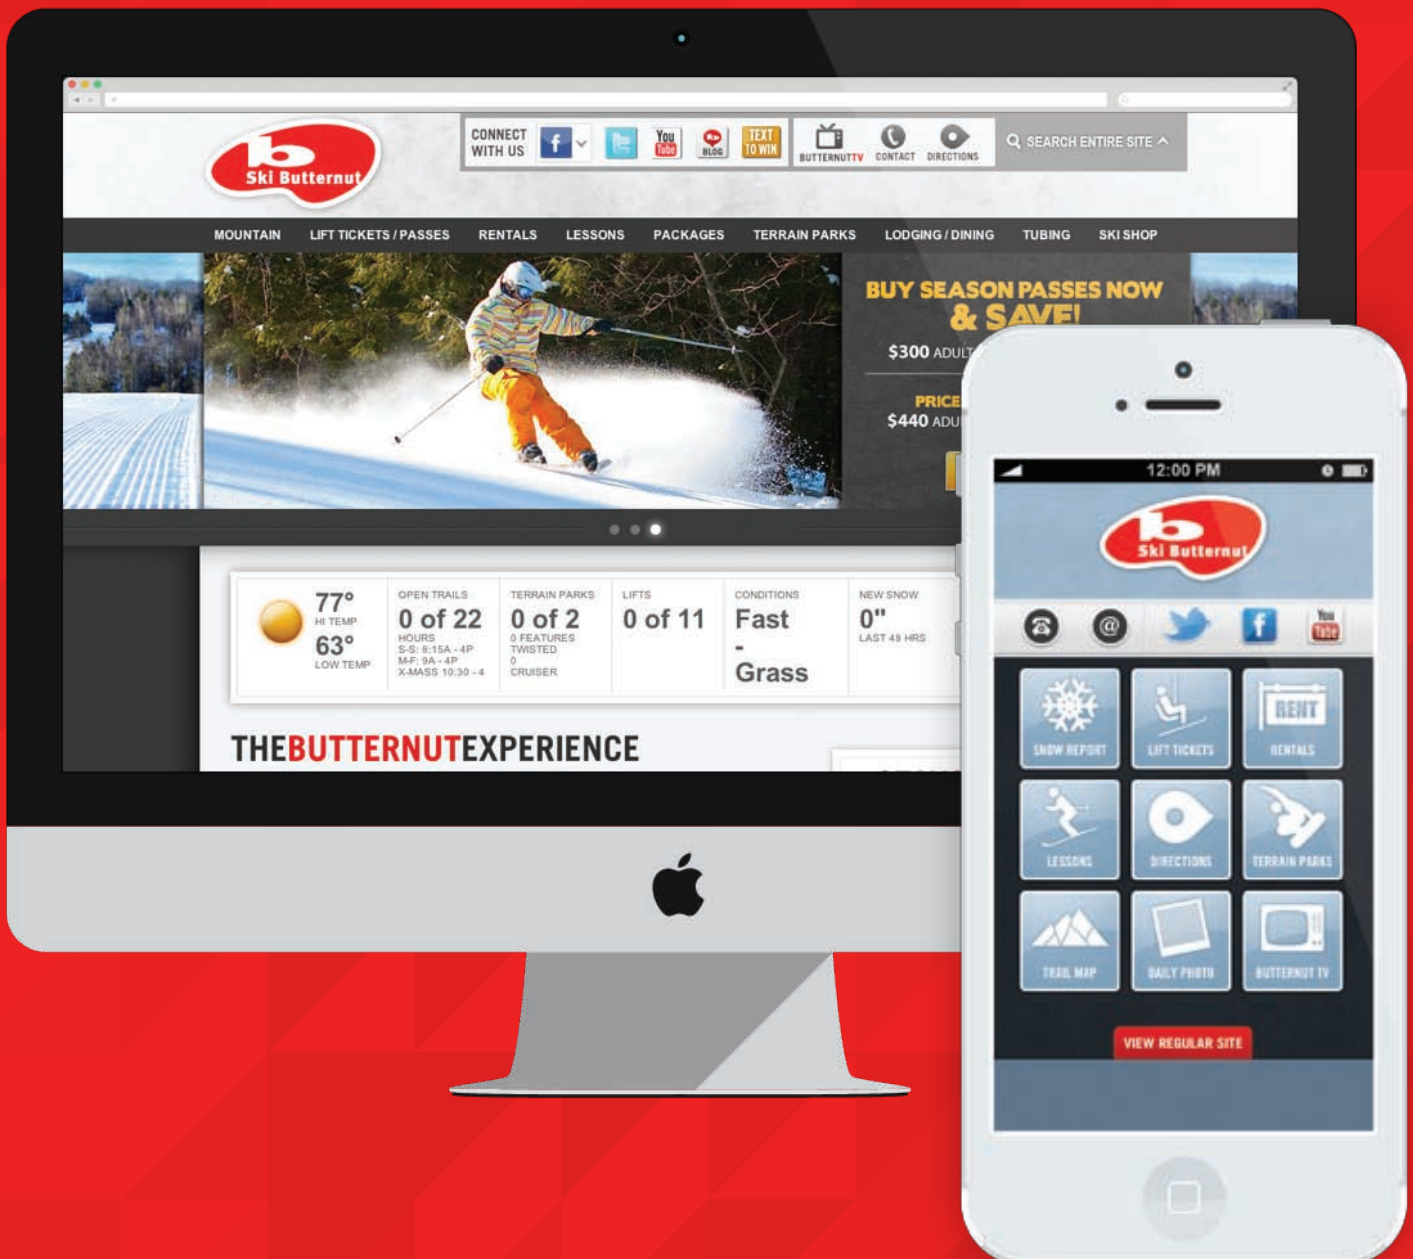 b
Ski Butternut
CONNECT
WITH US
f
t
You
Tube
BLOG
TEXT
TO WIN
BUTTERNUTTV
CONTACT
DIRECTIONS
SEARCH ENTIRE SITE
MOUNTAIN LIFT TICKETS / PASSES RENTALS LESSONS PACKAGES TERRAIN PARKS LODGING / DINING TUBING SKI SHOP
BUY SEASON PASSES NOW
& SAVE!
$300 ADULT
PRICE
$440 ADU
77°
HI TEMP
63°
LOW TEMP
OPEN TRAILS
0 of 22
HOURS
S-S: 8:15A - 4P
M-F: 9A - 4P
X-MASS 10:30 - 4
TERRAIN PARKS
0 of 2
0 FEATURES
TWISTED
0
CRUISER
LIFTS
0 of 11
CONDITIONS
Fast
-
Grass
NEW SNOW
0"
LAST 48 HRS
THEBUTTERNUTEXPERIENCE
12:00 PM
b
Ski Butternut
@
f
You
Tube
SNOW REPORT
LIFT TICKETS
RENT
RENTALS
LESSONS
DIRECTIONS
TERRAIN PARKS
TRAIL MAP
DAILY PHOTO
BUTTERNUT TV
VIEW REGULAR SITE